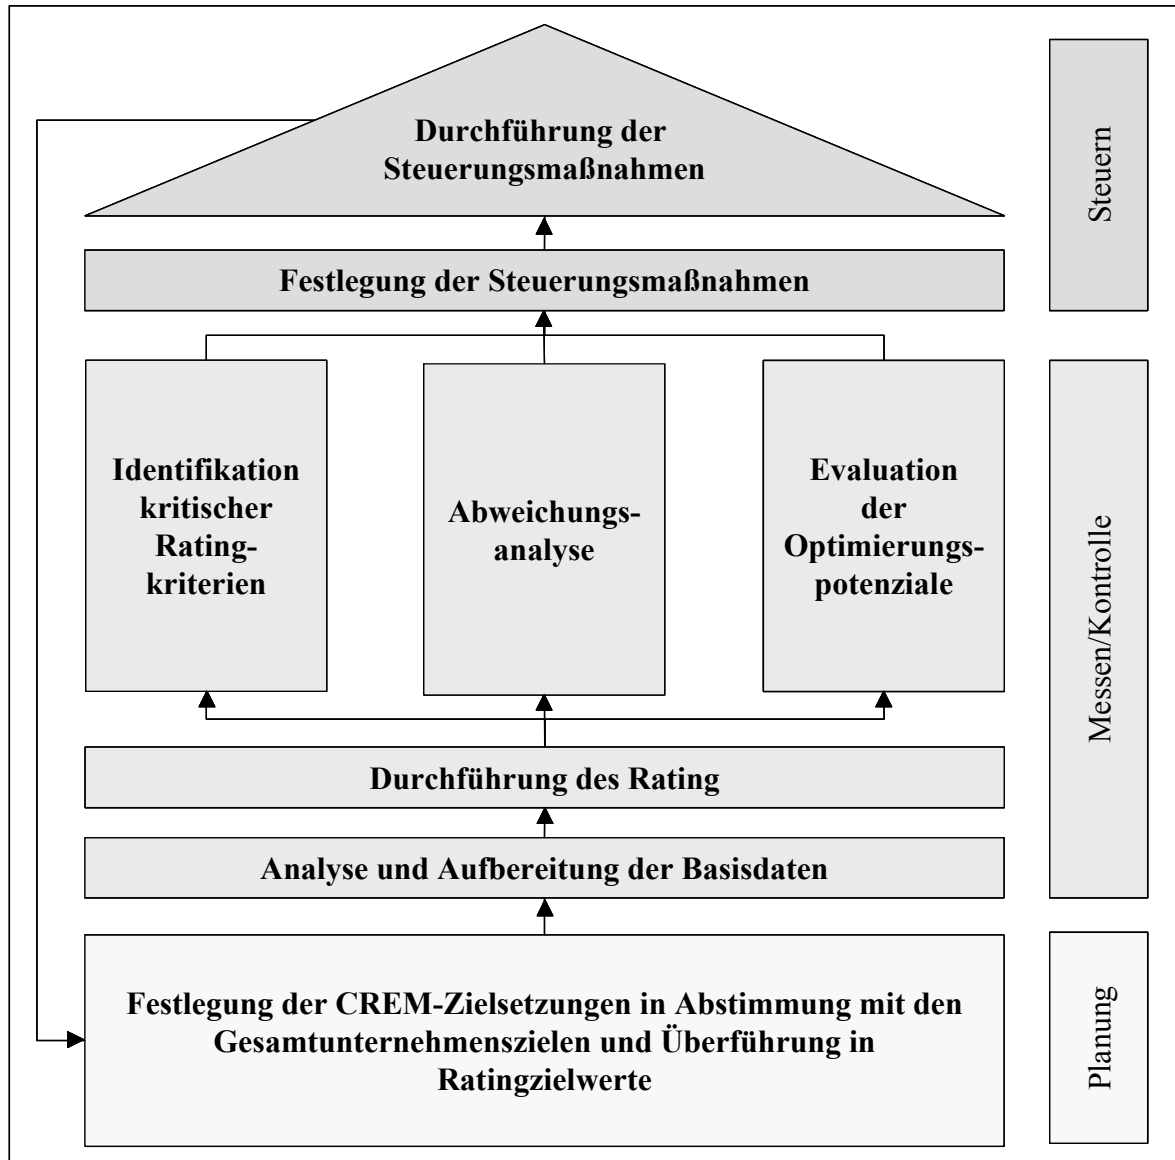 Durchführung der
Steuerungsmaßnahmen
Festlegung der Steuerungsmaßnahmen
Identifikation
kritischer
Rating-
kriterien
Abweichungs-
analyse
Evaluation
der
Optimierungs-
potenziale
Durchführung des Rating
Analyse und Aufbereitung der Basisdaten
Festlegung der CREM-Zielsetzungen in Abstimmung mit den
Gesamtunternehmenszielen und Überführung in
Ratingzielwerte
Steuern
Messen/Kontrolle
Planung